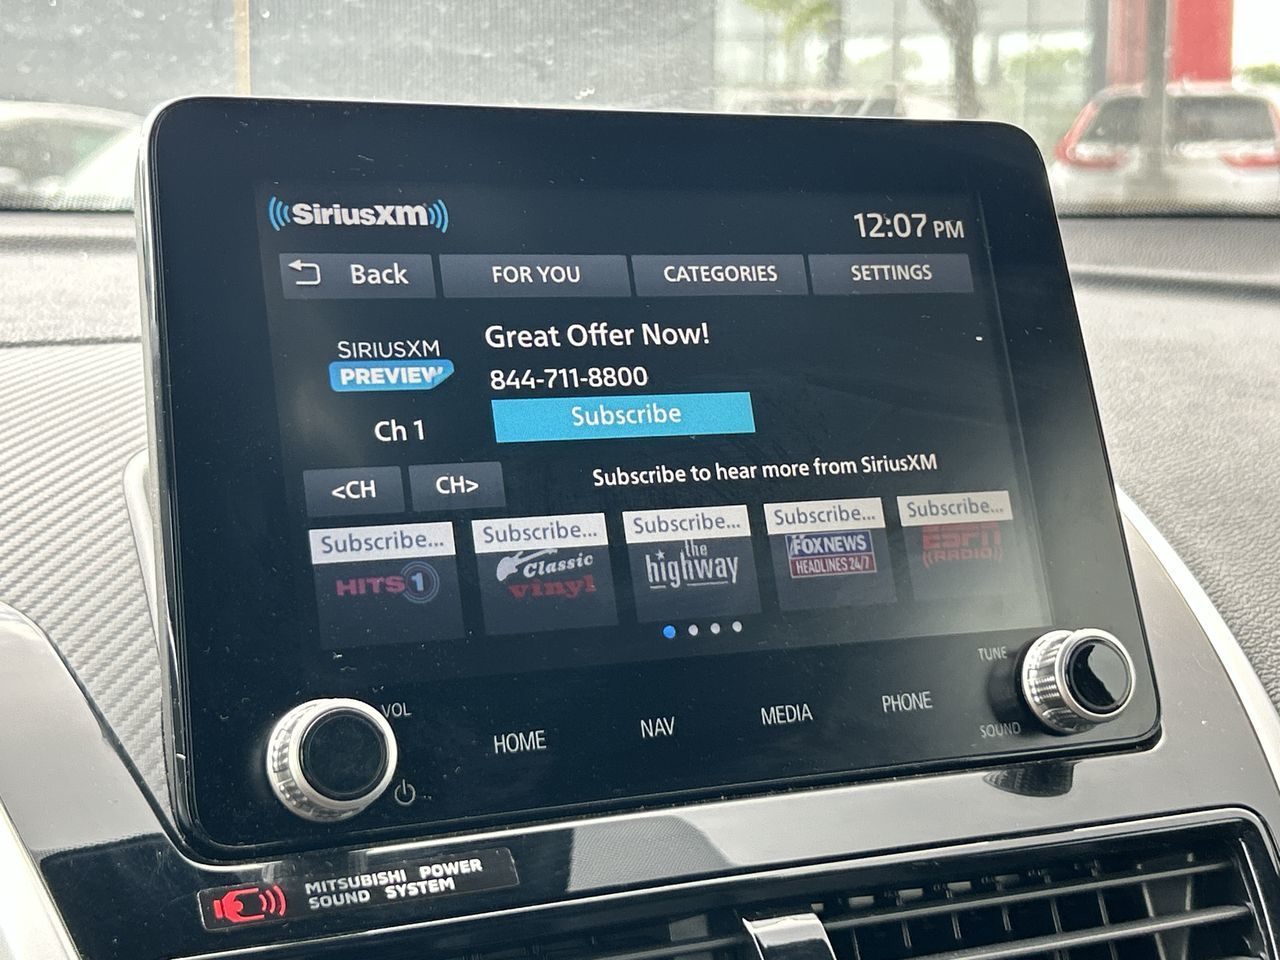 SiriusXM
12:07 PM
Back
FOR YOU
CATEGORIES
SETTINGS
SIRIUSXM
PREVIEW
Great Offer Now!
844-711-8800
Subscribe
Ch 1
<CH
CH>
Subscribe to hear more from SiriusXM
Subscribe...
Subscribe...
Subscribe...
Subscribe...
Subscribe...
HITS 1
Classic
vinyl
the
highway
FOX NEWS
HEADLINES 24/7
ESPN
RADIO
VOL
HOME
NAV
MEDIA
PHONE
TUNE
SOUND
MITSUBISHI POWER
SOUND SYSTEM